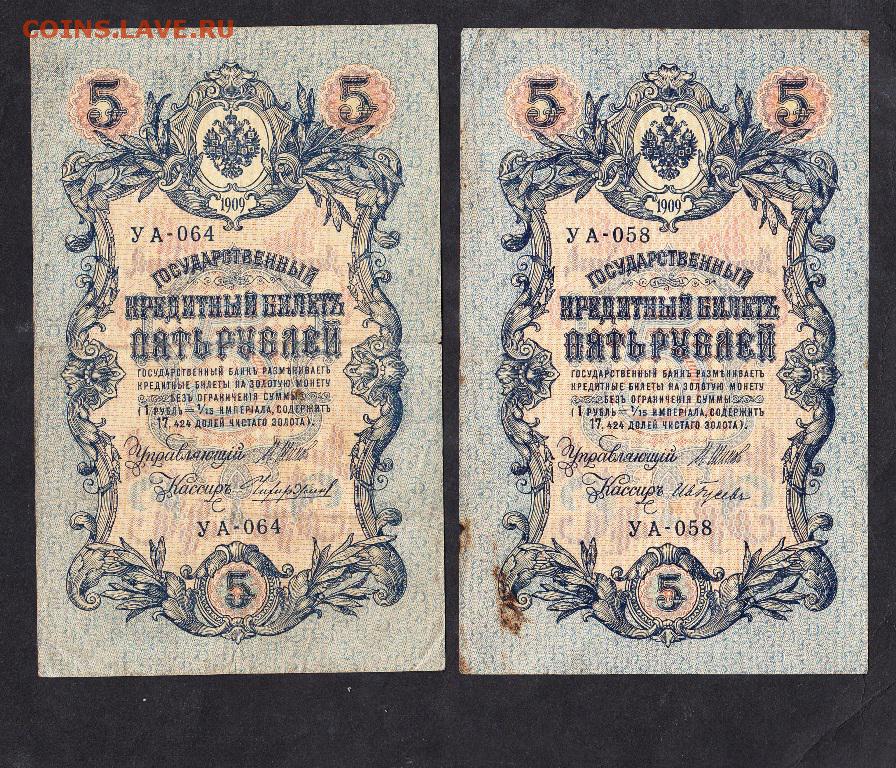 COINS.LAVE.RU
5 5
1909
УА-064
ГОСУДАРСТВЕННЫЙ
КРЕДИТНЫЙ БИЛЕТЪ
ПЯТЬ РУБЛЕЙ
ГОСУДАРСТВЕННЫЙ БАНКЪ РАЗМѢНИВАЕТЪ
КРЕДИТНЫЕ БИЛЕТЫ НА ЗОЛОТУЮ МОНЕТУ
БЕЗЪ ОГРАНИЧЕНІЯ СУММЫ
(1 РУБЛЬ = 1/15 ИМПЕРІАЛА, СОДЕРЖИТЪ
17,424 ДОЛЕЙ ЧИСТАГО ЗОЛОТА).
Управляющій
Кассиръ
УА-064
5
5 5
1909
УА-058
ГОСУДАРСТВЕННЫЙ
КРЕДИТНЫЙ БИЛЕТЪ
ПЯТЬ РУБЛЕЙ
ГОСУДАРСТВЕННЫЙ БАНКЪ РАЗМѢНИВАЕТЪ
КРЕДИТНЫЕ БИЛЕТЫ НА ЗОЛОТУЮ МОНЕТУ
БЕЗЪ ОГРАНИЧЕНІЯ СУММЫ
(1 РУБЛЬ = 1/15 ИМПЕРІАЛА, СОДЕРЖИТЪ
17,424 ДОЛЕЙ ЧИСТАГО ЗОЛОТА).
Управляющій
Кассиръ
УА-058
5